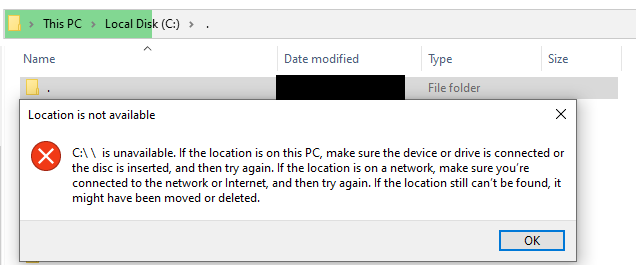 This PC > Local Disk (C:) > .
Name Date modified Type Size
. File folder
Location is not available
C:\ \ is unavailable. If the location is on this PC, make sure the device or drive is connected or
the disc is inserted, and then try again. If the location is on a network, make sure you're
connected to the network or Internet, and then try again. If the location still can't be found, it
might have been moved or deleted.
OK